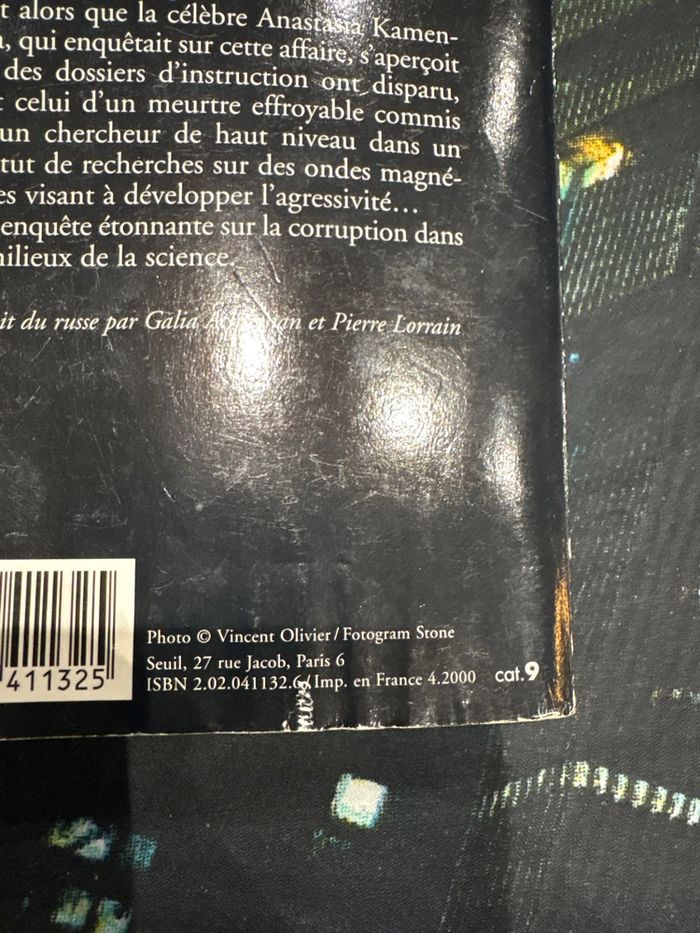 t alors que la célèbre Anastasia Kamen-
, qui enquêtait sur cette affaire, s'aperçoit
des dossiers d'instruction ont disparu,
t celui d'un meurtre effroyable commis
un chercheur de haut niveau dans un
tut de recherches sur des ondes magné-
es visant à développer l'agressivité...
enquête étonnante sur la corruption dans
milieux de la science.
it du russe par Galia et Pierre Lorrain
Photo © Vincent Olivier/Fotogram Stone
Seuil, 27 rue Jacob, Paris 6
ISBN 2.02.041132.6/Imp. en France 4.2000 cat.9
411325